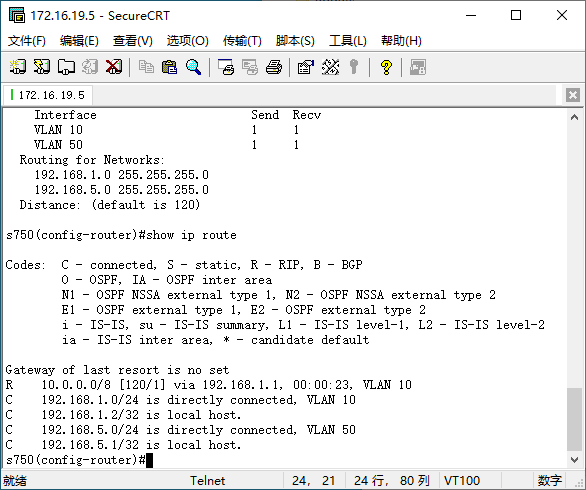 172.16.19.5 - SecureCRT
文件(F) 编辑(E) 查看(V) 选项(O) 传输(T) 脚本(S) 工具(L) 帮助(H)
172.16.19.5
Interface Send Recv
VLAN 10 1 1
VLAN 50 1 1
Routing for Networks:
192.168.1.0 255.255.255.0
192.168.5.0 255.255.255.0
Distance: (default is 120)
s750(config-router)#show ip route
Codes: C - connected, S - static, R - RIP, B - BGP
O - OSPF, IA - OSPF inter area
N1 - OSPF NSSA external type 1, N2 - OSPF NSSA external type 2
E1 - OSPF external type 1, E2 - OSPF external type 2
i - IS-IS, su - IS-IS summary, L1 - IS-IS level-1, L2 - IS-IS level-2
ia - IS-IS inter area, * - candidate default
Gateway of last resort is no set
R 10.0.0.0/8 [120/1] via 192.168.1.1, 00:00:23, VLAN 10
C 192.168.1.0/24 is directly connected, VLAN 10
C 192.168.1.2/32 is local host.
C 192.168.5.0/24 is directly connected, VLAN 50
C 192.168.5.1/32 is local host.
s750(config-router)#
就绪 Telnet 24, 21 24 行, 80 列 VT100 数字